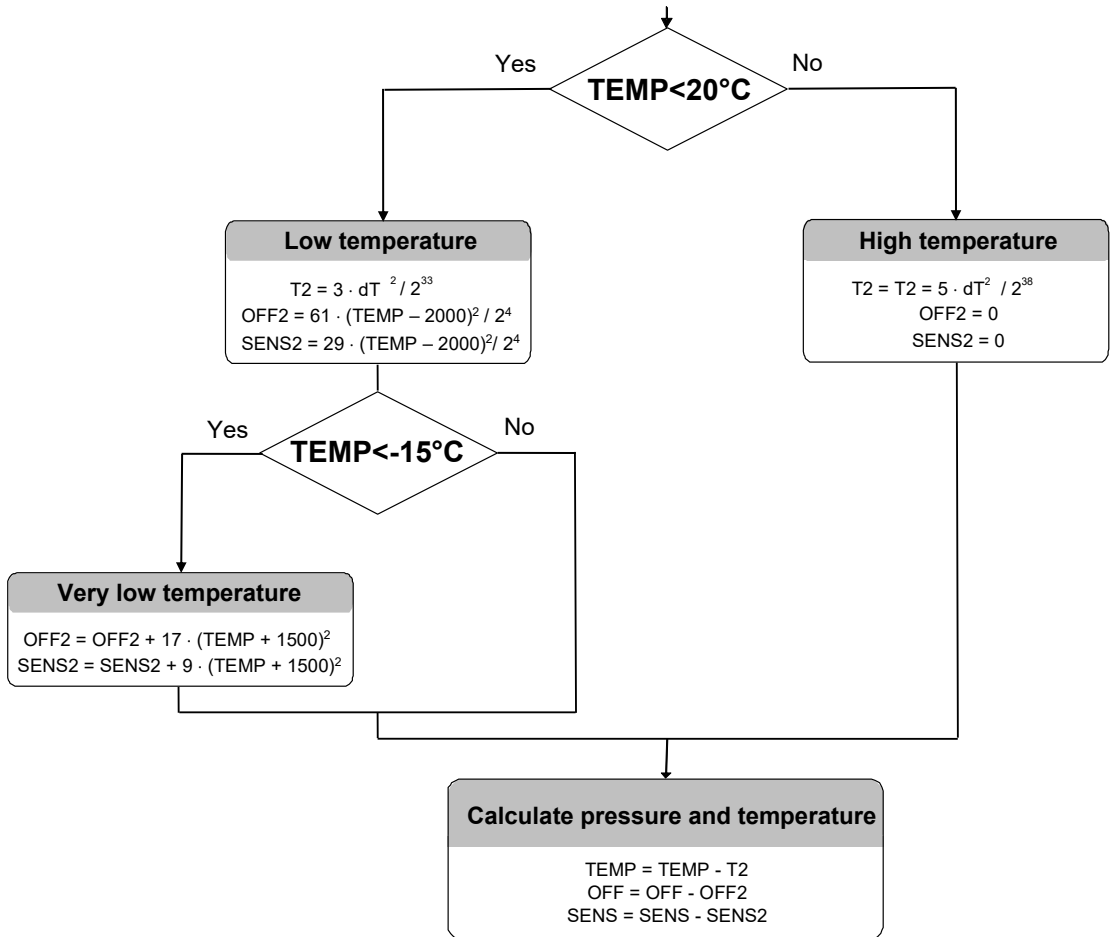 Yes
No
TEMP<20°C
Low temperature
T2 = 3 · dT ² / 2³³
OFF2 = 61 · (TEMP – 2000)² / 2⁴
SENS2 = 29 · (TEMP – 2000)²/ 2⁴
High temperature
T2 = T2 = 5 · dT² / 2³⁸
OFF2 = 0
SENS2 = 0
Yes
No
TEMP<-15°C
Very low temperature
OFF2 = OFF2 + 17 · (TEMP + 1500)²
SENS2 = SENS2 + 9 · (TEMP + 1500)²
Calculate pressure and temperature
TEMP = TEMP - T2
OFF = OFF - OFF2
SENS = SENS - SENS2